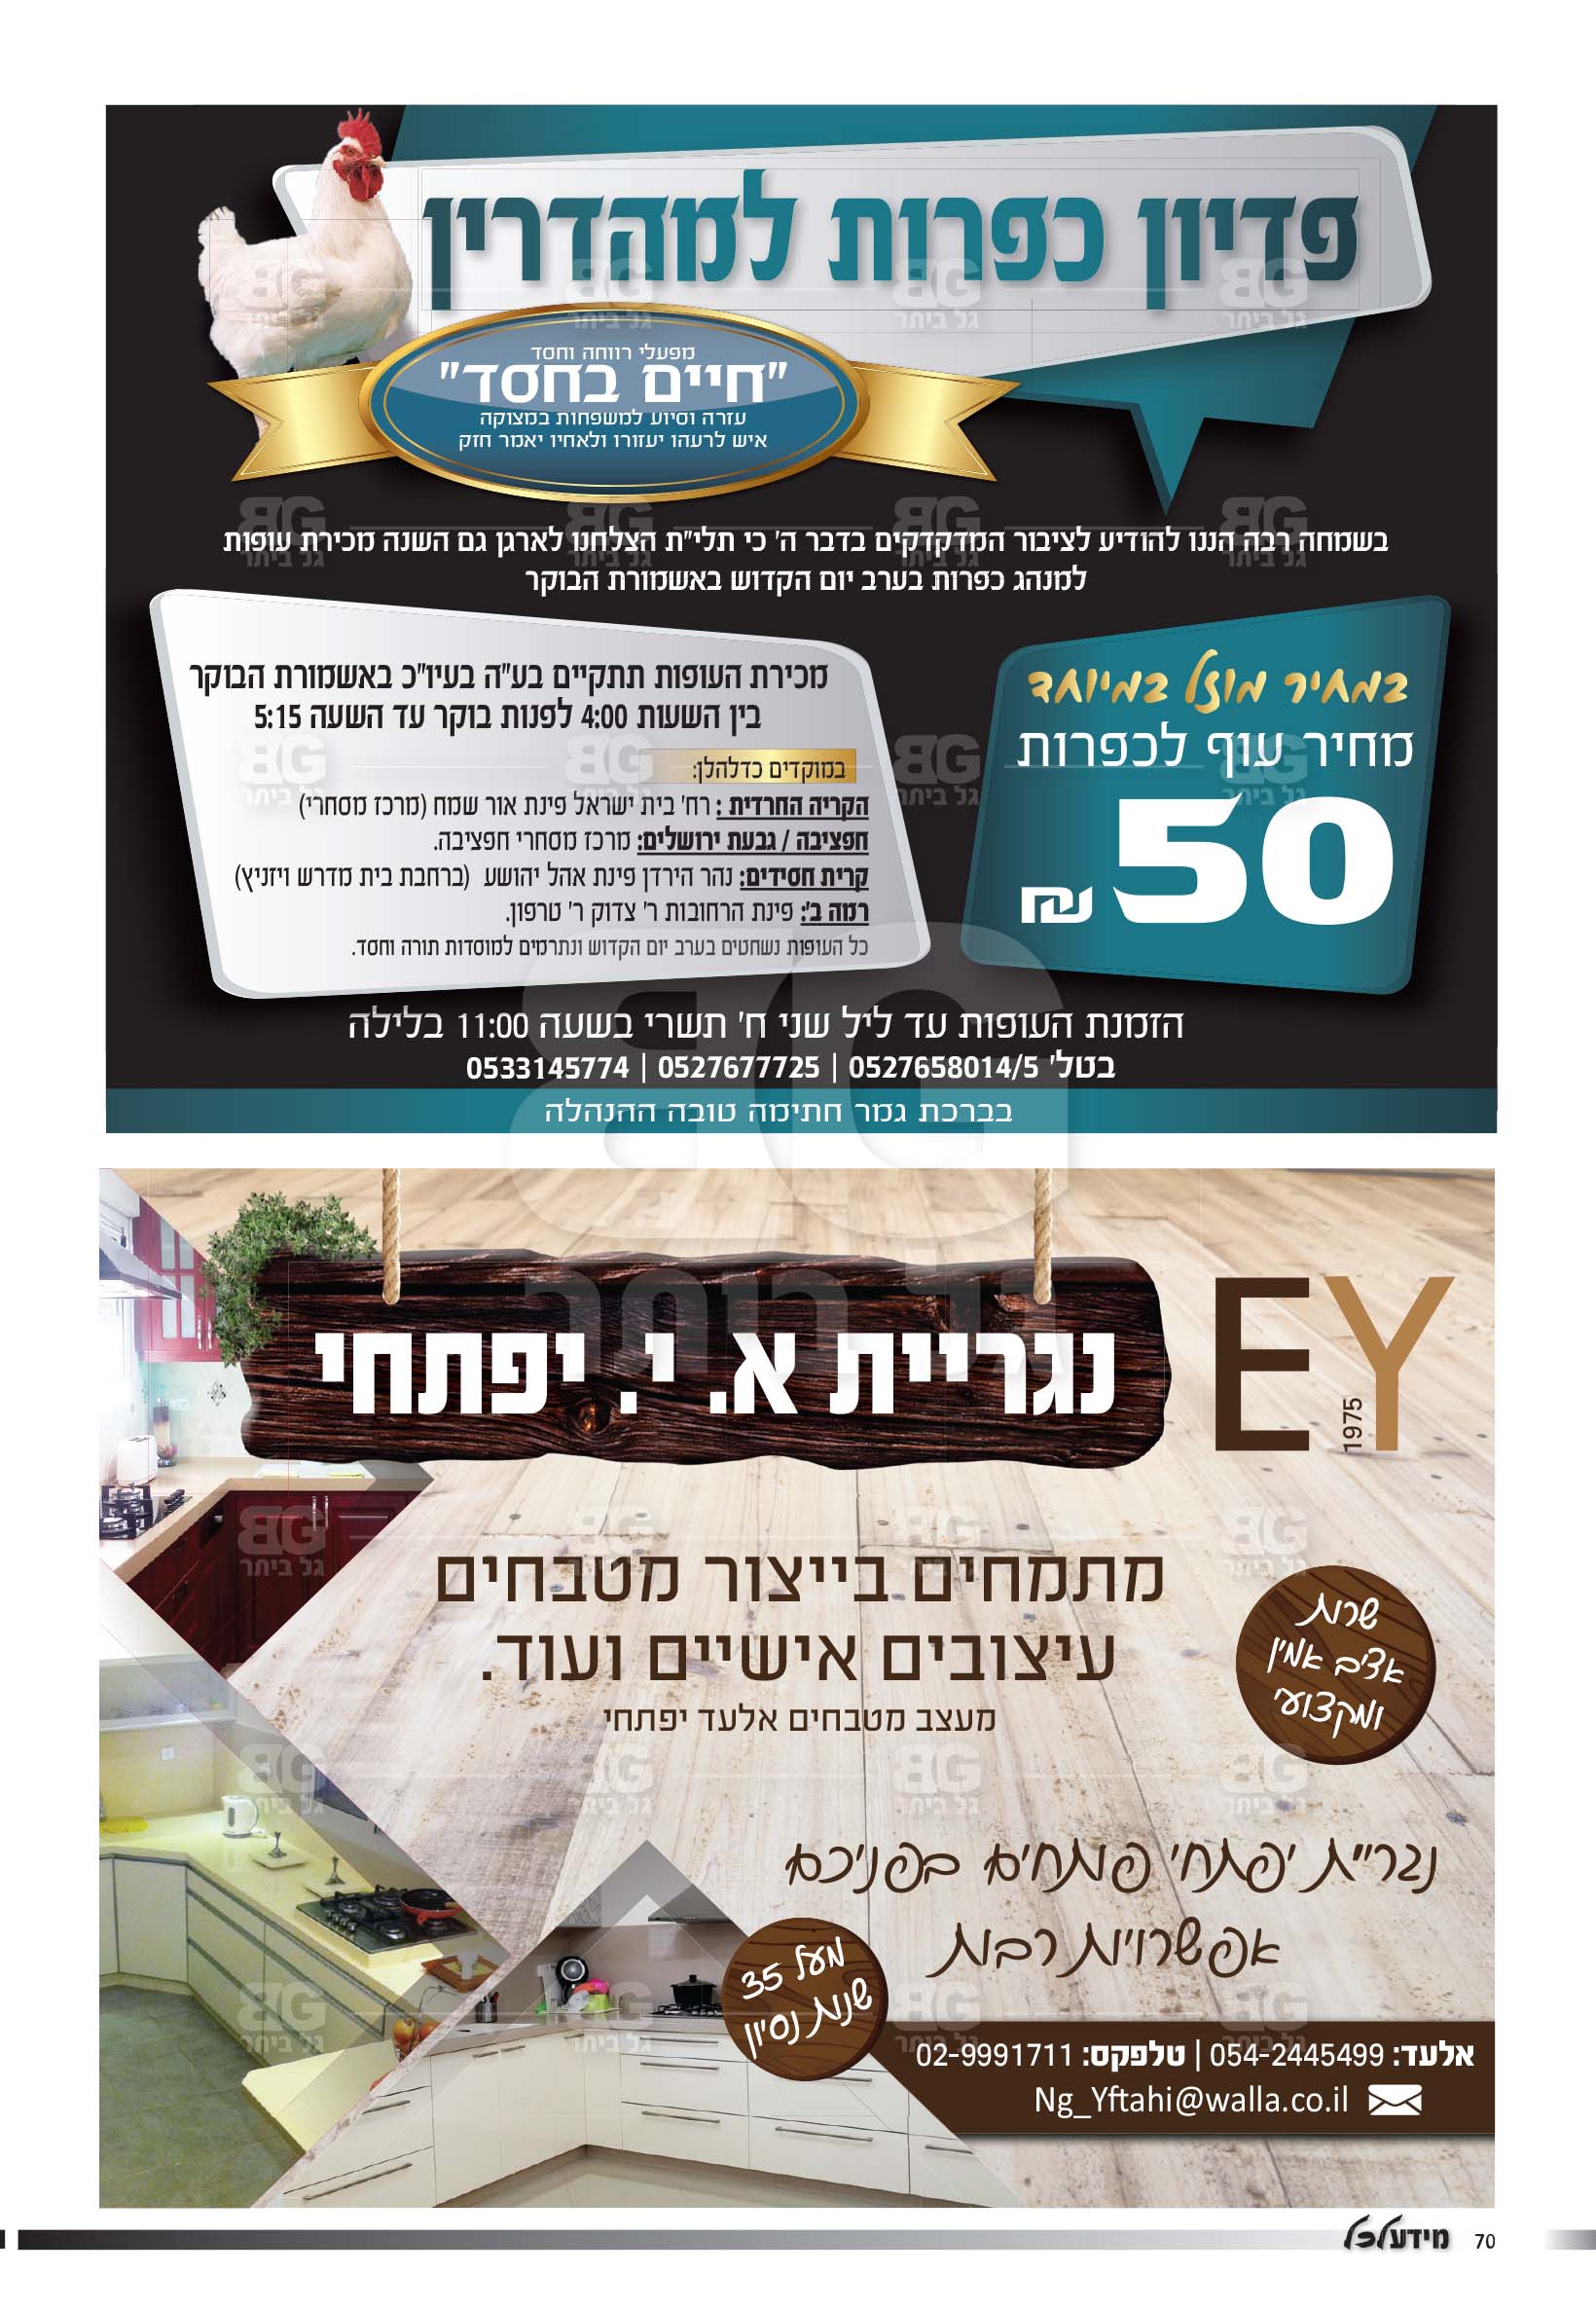 פדיון כפרות למהדרין
מפעלי רווחה וחסד
"חיים בחסד"
עזרה וסיוע למשפחות במצוקה
איש לרעהו יעזורו ולאחיו יאמר חזק
בשמחה רבה הננו להודיע לציבור המדקדקים בדבר ה' כי תלי"ת הצלחנו לארגן גם השנה מכירת עופות
למנהג כפרות בערב יום הקדוש באשמורת הבוקר
במחיר מוזל במיוחד
מחיר עוף לכפרות
50 ₪
מכירת העופות תתקיים בע"ה בעיו"כ באשמורת הבוקר
בין השעות 4:00 לפנות בוקר עד השעה 5:15
במוקדים כדלהלן:
הקריה החרדית : רח' בית ישראל פינת אור שמח (מרכז מסחרי)
חפציבה / גבעת ירושלים: מרכז מסחרי חפציבה.
קרית חסידים: נהר הירדן פינת אהל יהושע (ברחבת בית מדרש ויזניץ)
רמה ב': פינת הרחובות ר' צדוק ר' טרפון.
כל העופות נשחטים בערב יום הקדוש ונתרמים למוסדות תורה וחסד.
הזמנת העופות עד ליל שני ח' תשרי בשעה 11:00 בלילה
בטל' 0527658014/5 | 0527677725 | 0533145774
בברכת גמר חתימה טובה ההנהלה
EY
1975
נגריית א. י. יפתחי
מתמחים בייצור מטבחים
עיצובים אישיים ועוד.
מעצב מטבחים אלעד יפתחי
שרות
אדיב אמין
ומקצועי
נגריית יפתחי פותחים בפניכם
אפשרויות רבות
מעל 35
שנות נסיון
אלעד: 054-2445499 | טלפקס: 02-9991711
Ng_Yftahi@walla.co.il
מידע לכל 70
BG
גל ביתר